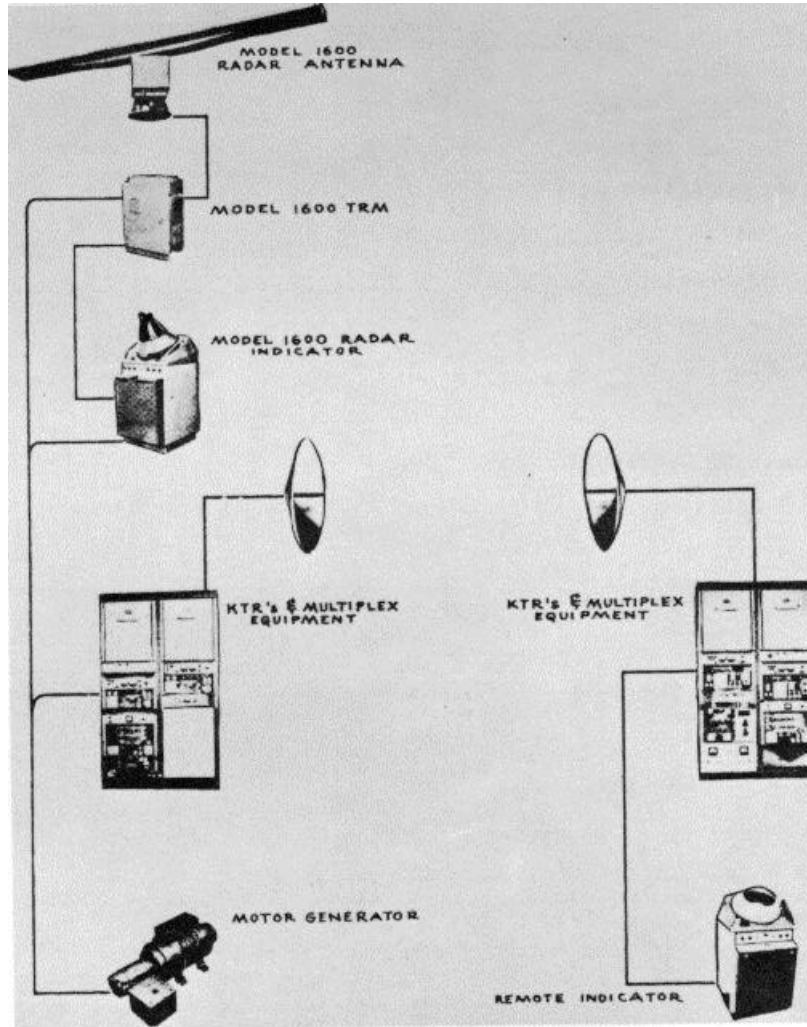 MODEL 1600
RADAR ANTENNA
MODEL 1600 TRM
MODEL 1600 RADAR
INDICATOR
KTR's & MULTIPLEX
EQUIPMENT
KTR's & MULTIPLEX
EQUIPMENT
MOTOR GENERATOR
REMOTE INDICATOR